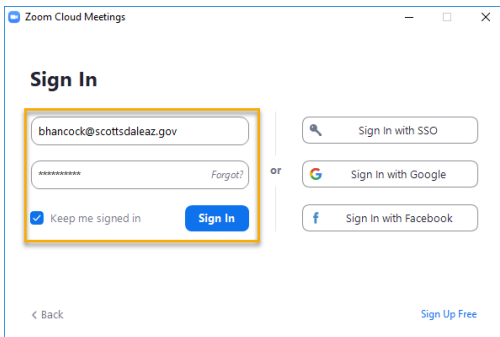 Zoom Cloud Meetings
Sign In
bhancock@scottsdaleaz.gov
********** Forgot?
Keep me signed in
Sign In
or
Sign In with SSO
Sign In with Google
Sign In with Facebook
Back
Sign Up Free